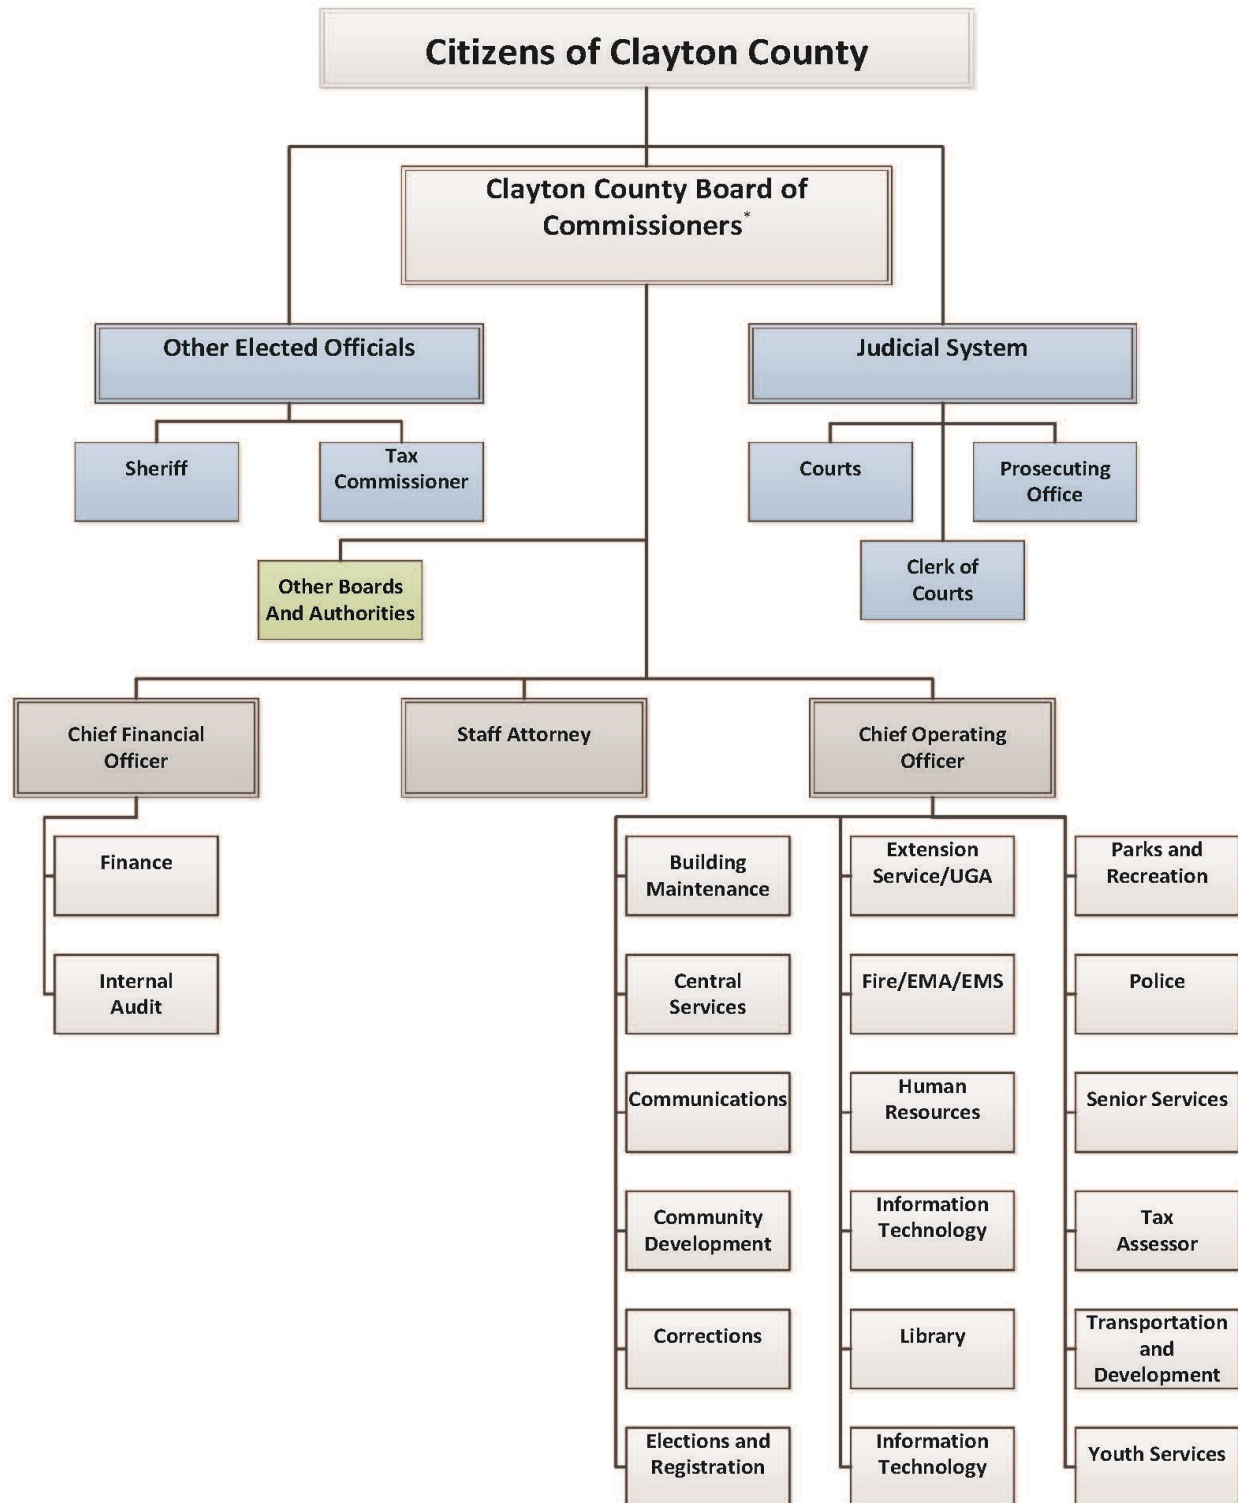 Citizens of Clayton County
Clayton County Board of
Commissioners*
Other Elected Officials
Judicial System
Sheriff
Tax
Commissioner
Courts
Prosecuting
Office
Clerk of
Courts
Other Boards
And Authorities
Chief Financial
Officer
Staff Attorney
Chief Operating
Officer
Finance
Internal
Audit
Building
Maintenance
Central
Services
Communications
Community
Development
Corrections
Elections and
Registration
Extension
Service/UGA
Fire/EMA/EMS
Human
Resources
Information
Technology
Library
Information
Technology
Parks and
Recreation
Police
Senior Services
Tax
Assessor
Transportation
and
Development
Youth Services